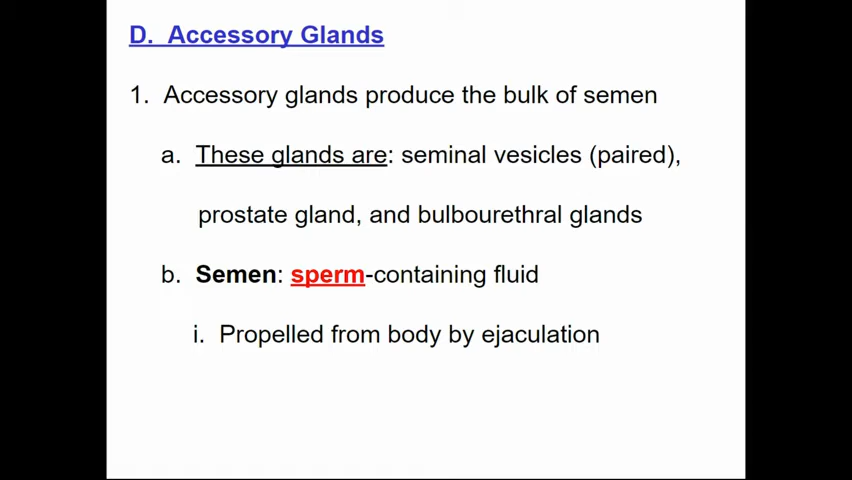 D. Accessory Glands
1. Accessory glands produce the bulk of semen
a. These glands are: seminal vesicles (paired),
prostate gland, and bulbourethral glands
b. Semen: sperm-containing fluid
i. Propelled from body by ejaculation